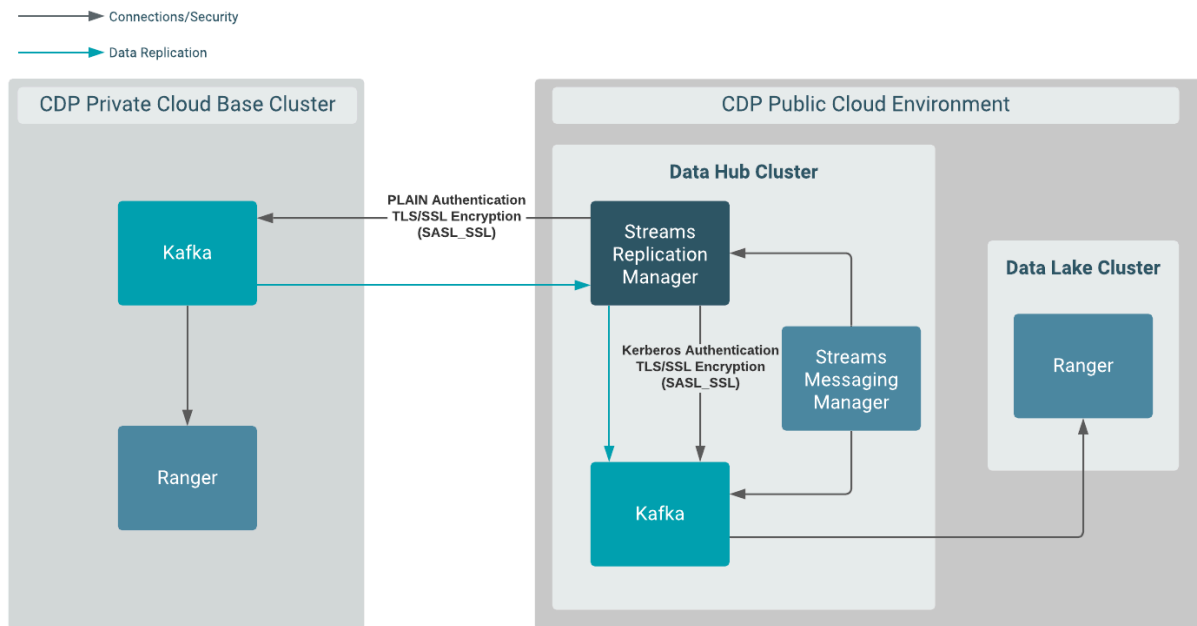 Connections/Security
Data Replication
CDP Private Cloud Base Cluster
CDP Public Cloud Environment
Data Hub Cluster
PLAIN Authentication
TLS/SSL Encryption
(SASL_SSL)
Kafka
Streams
Replication
Manager
Data Lake Cluster
Kerberos Authentication
TLS/SSL Encryption
(SASL_SSL)
Streams
Messaging
Manager
Ranger
Ranger
Kafka